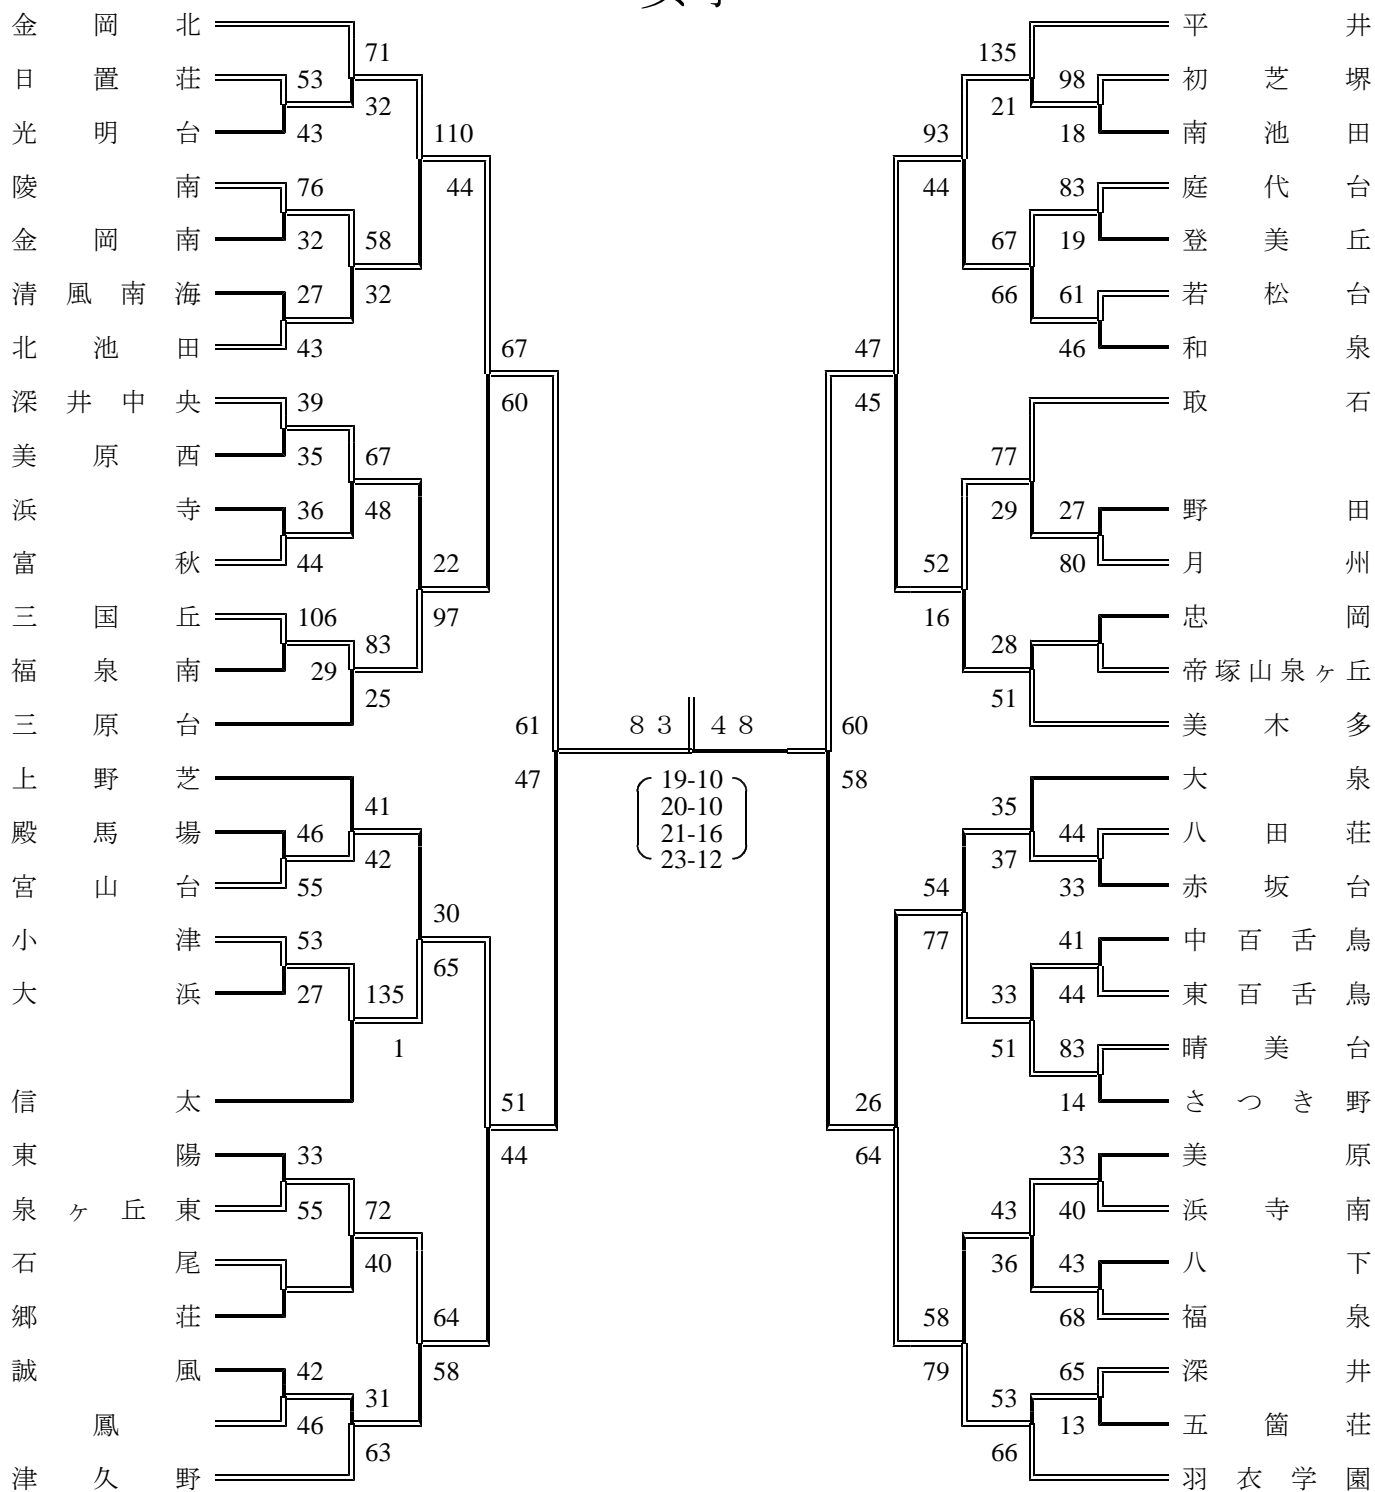 金岡北
71
日置荘 53
32
光明台 43
110
陵南 76
44
金岡南 32
58
清風南海 27
32
北池田 43
67
深井中央 39
60
美原西 35
67
浜寺 36
48
富秋 44
22
三国丘 106
97
福泉南 29
83
25
三原台
61
上野芝
47
41
殿馬場 46
42
宮山台 55
30
小津 53
65
大浜 27
135
1
信太
51
東陽 33
44
泉ヶ丘東 55
72
石尾
40
郷荘
64
誠風 42
58
31
鳳 46
63
津久野
83 48
19-10
20-10
21-16
23-12
平井
135
98 初芝堺
21
18 南池田
93
83 庭代台
44
19 登美丘
67
61 若松台
66
46 和泉
47
取石
45
77
27 野田
29
80 月州
52
忠岡
16
28
帝塚山泉ヶ丘
51
美木多
60
大泉
58
35
44 八田荘
37
33 赤坂台
54
41 中百舌鳥
77
44 東百舌鳥
33
83 晴美台
51
14 さつき野
26
33 美原
64
40 浜寺南
43
43 八下
36
68 福泉
58
65 深井
79
53
13 五箇荘
66
羽衣学園